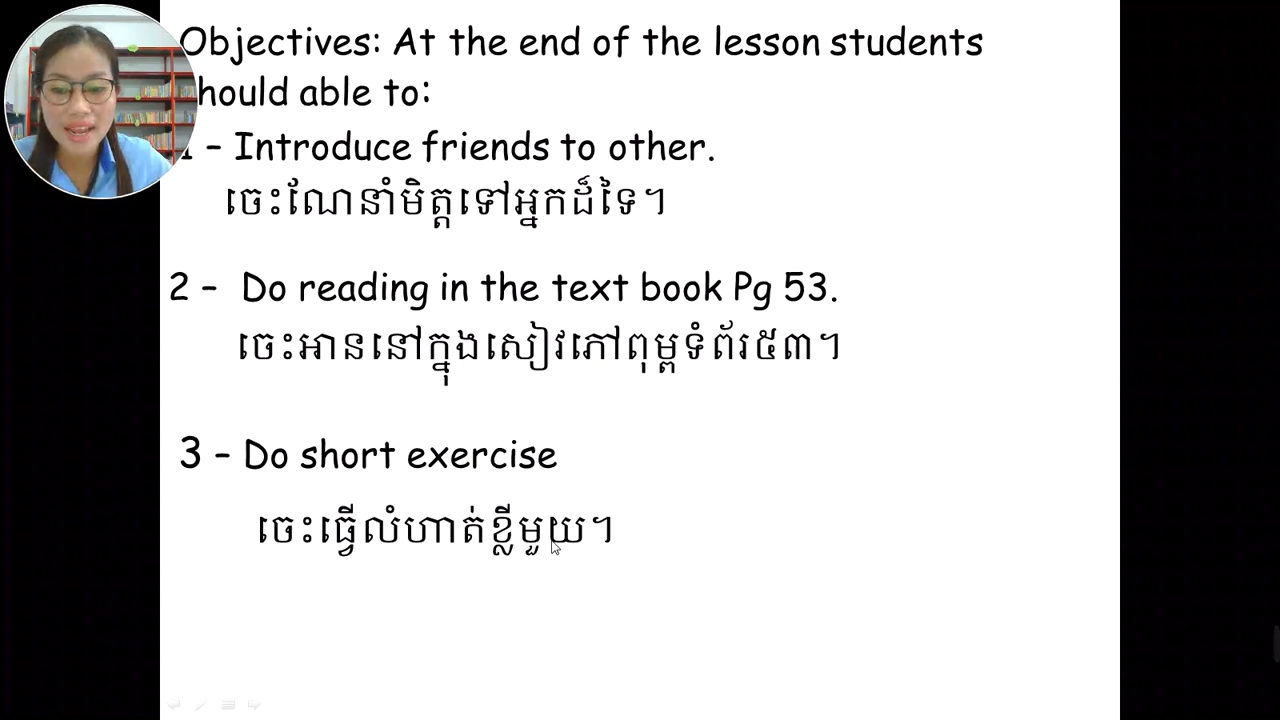 Objectives: At the end of the lesson students
hould able to:
1 - Introduce friends to other.
ចេះណែនាំមិត្តទៅអ្នកដ៏ទៃ។
2 - Do reading in the text book Pg 53.
ចេះអាននៅក្នុងសៀវភៅពុម្ពទំព័រ៥៣។
3 - Do short exercise
ចេះធ្វើលំហាត់ខ្លីមួយ។